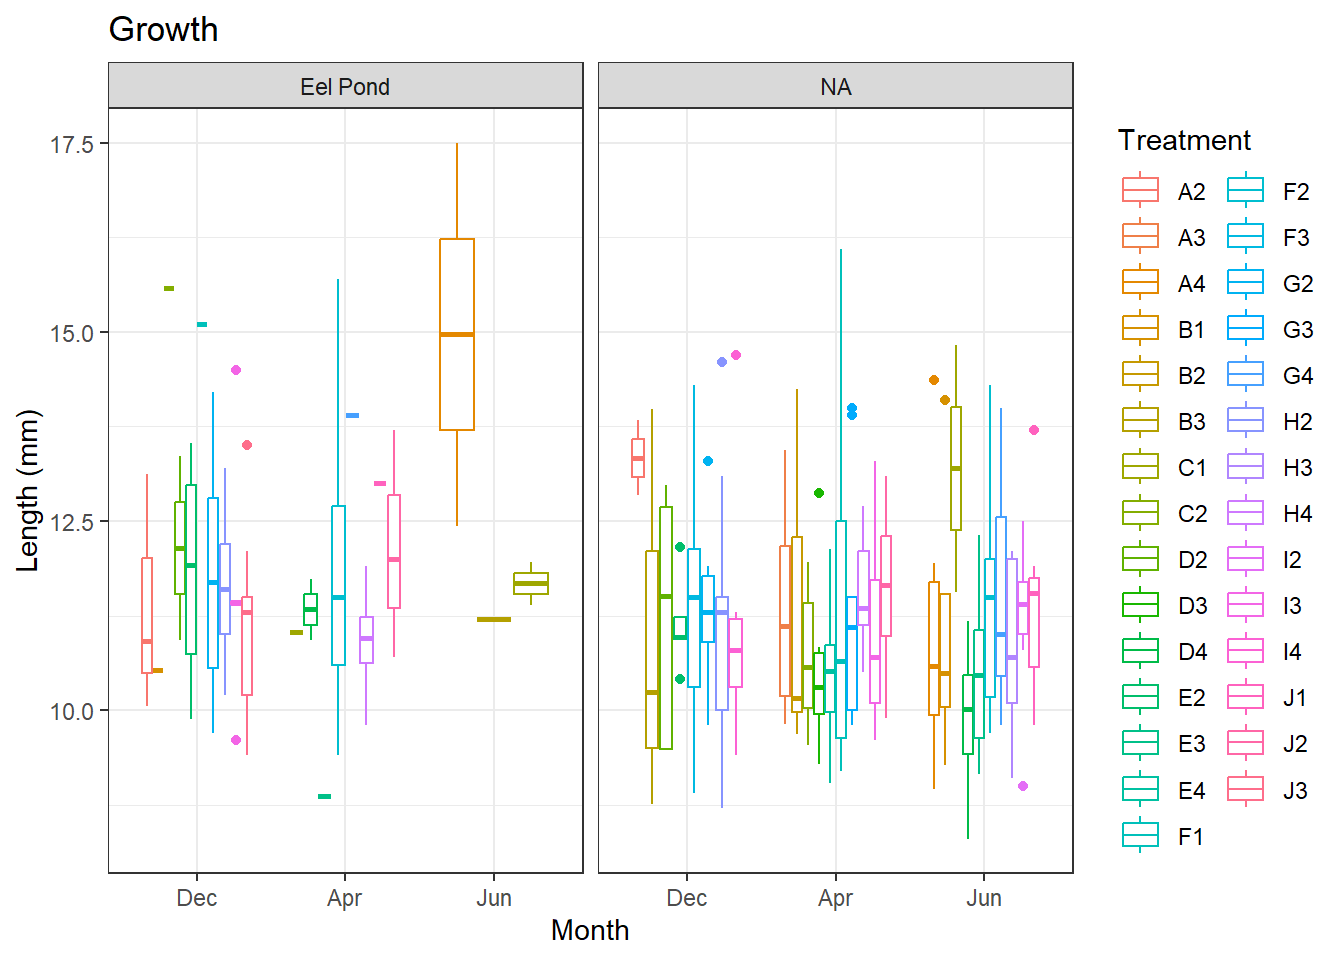 Growth
Eel Pond
NA
17.5
15.0
12.5
10.0
Length (mm)
Dec
Apr
Jun
Dec
Apr
Jun
Month
Treatment
A2
A3
A4
B1
B2
B3
C1
C2
D2
D3
D4
E2
E3
E4
F1
F2
F3
G2
G3
G4
H2
H3
H4
I2
I3
I4
J1
J2
J3